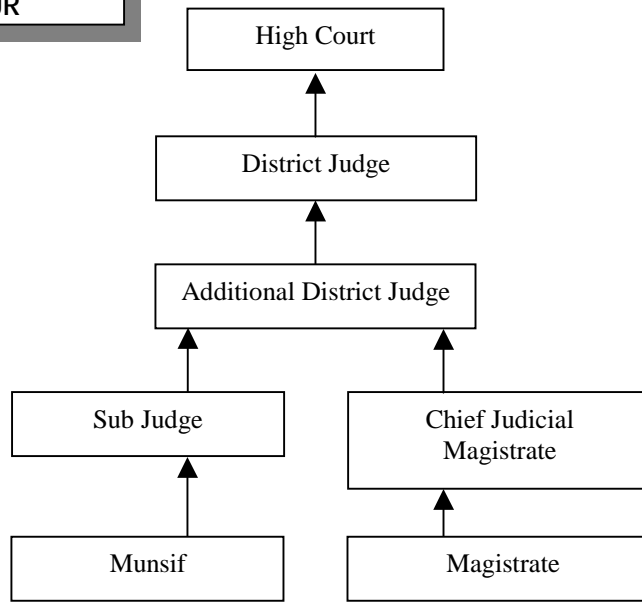 High Court
District Judge
Additional District Judge
Sub Judge
Chief Judicial
Magistrate
Munsif
Magistrate